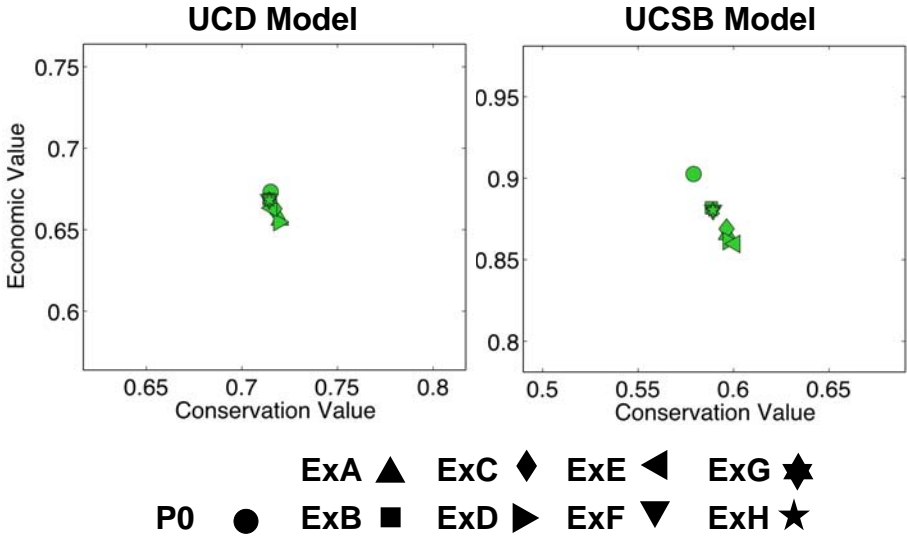 UCD Model
UCSB Model
Economic Value
0.75
0.7
0.65
0.6
0.65 0.7 0.75 0.8
Conservation Value
0.95
0.9
0.85
0.8
0.5 0.55 0.6 0.65
Conservation Value
ExA ExC ExE ExG
P0 ExB ExD ExF ExH